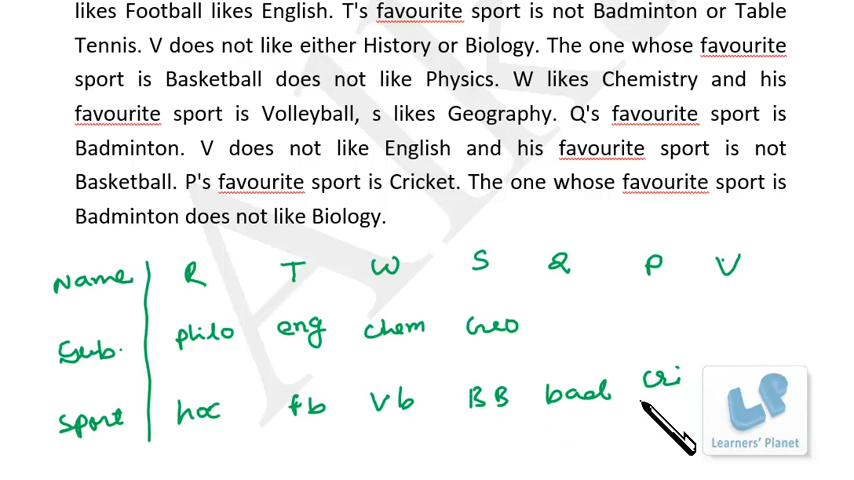 likes Football likes English. T's favourite sport is not Badminton or Table
Tennis. V does not like either History or Biology. The one whose favourite
sport is Basketball does not like Physics. W likes Chemistry and his
favourite sport is Volleyball, s likes Geography. Q's favourite sport is
Badminton. V does not like English and his favourite sport is not
Basketball. P's favourite sport is Cricket. The one whose favourite sport is
Badminton does not like Biology.
Name R T W S Q P V
Sub. philo eng chem Geo
sport hoc fb Vb BB bad cri
LP
Learners' Planet